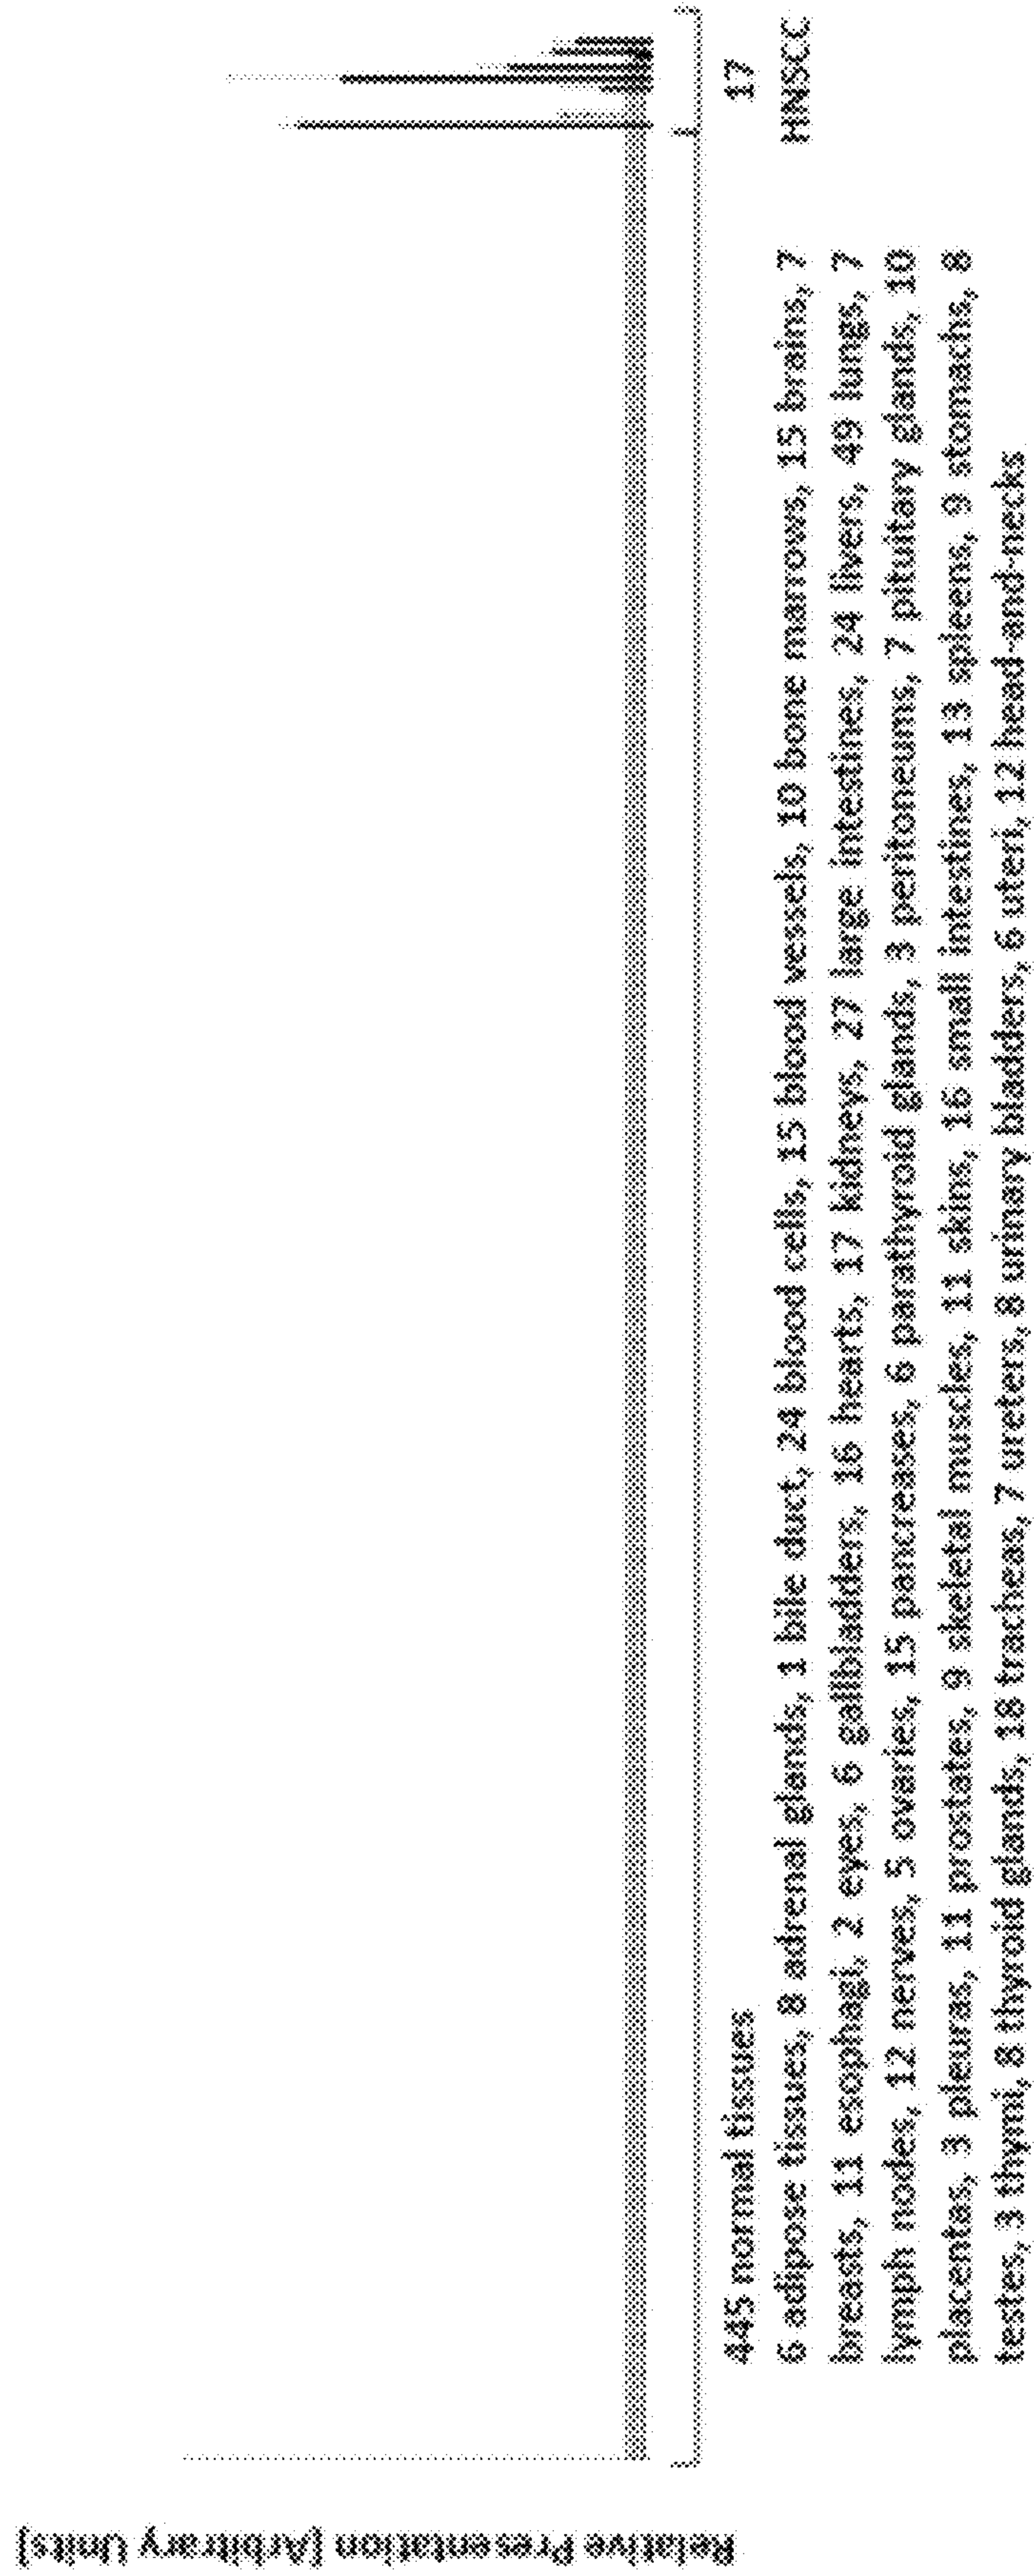 Relative Presentation [Arbitrary Units]
445 normal tissues
17
HNSCC
6 adipose tissues, 8 adrenal glands, 1 bile duct, 24 blood cells, 15 blood vessels, 10 bone marrows, 15 brains, 7
breasts, 11 esophagi, 2 eyes, 6 gallbladders, 16 hearts, 17 kidneys, 27 large intestines, 24 livers, 49 lungs, 7
lymph nodes, 12 nerves, 5 ovaries, 15 pancreases, 6 parathyroid glands, 3 peritoneums, 7 pituitary glands, 10
placentas, 3 pleuras, 11 prostates, 9 skeletal muscles, 11 skins, 16 small intestines, 13 spleens, 9 stomachs, 8
testes, 3 thymi, 8 thyroid glands, 18 tracheas, 7 ureters, 8 urinary bladders, 6 uteri, 12 head-and-necks